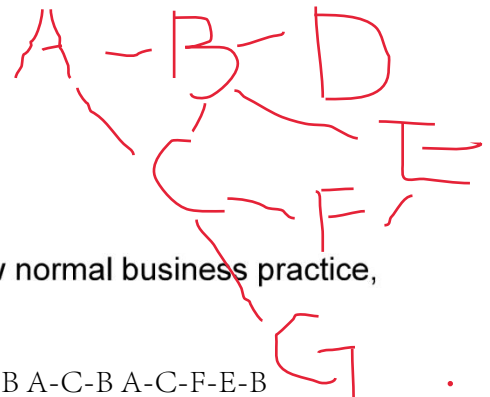 A B D
C E
F
w normal business practice,
G
B A-C-B A-C-F-E-B